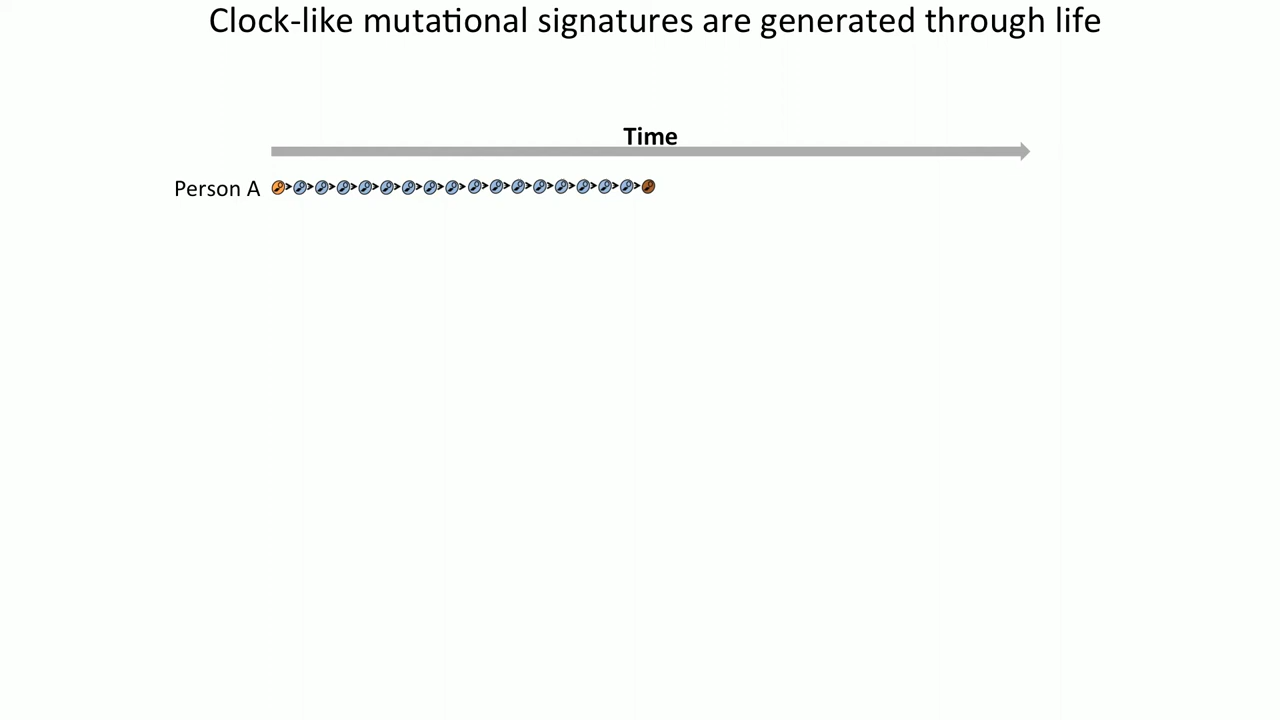 Clock-like mutational signatures are generated through life
Time
Person A